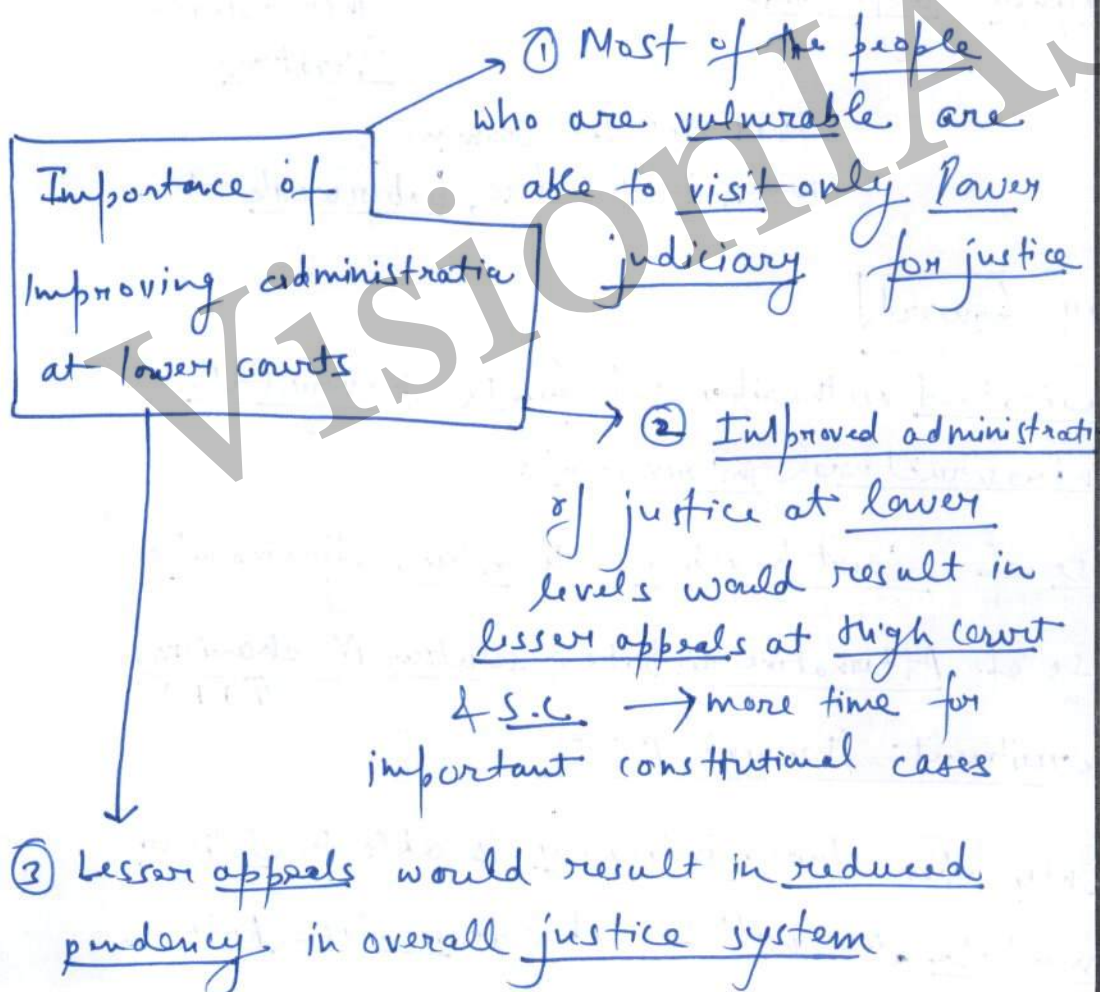 Importance of
improving administratio
at lower courts
① Most of the people
who are vulnerable are
able to visit only lower
judiciary for justice
② Improved administrati
of justice at lower
levels would result in
lesser appeals at High court
& S.C. → more time for
important constitutional cases
③ Lesser appeals would result in reduced
pendency in overall justice system.
VisionIAS